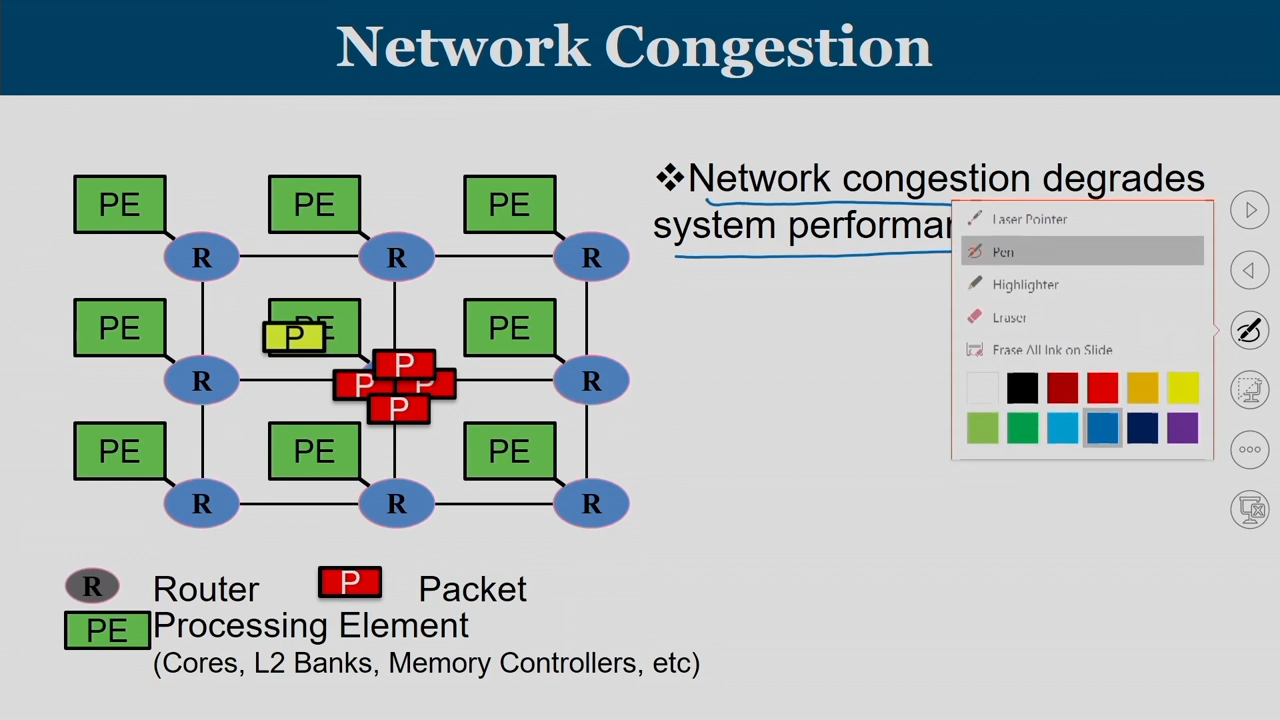 Network Congestion
❖Network congestion degrades
system performan
PE PE PE
R R R
PE PE PE
P
P
P P
P
R R
PE PE PE
R R R
R Router P Packet
PE Processing Element
(Cores, L2 Banks, Memory Controllers, etc)
Laser Pointer
Pen
Highlighter
Eraser
Erase All Ink on Slide